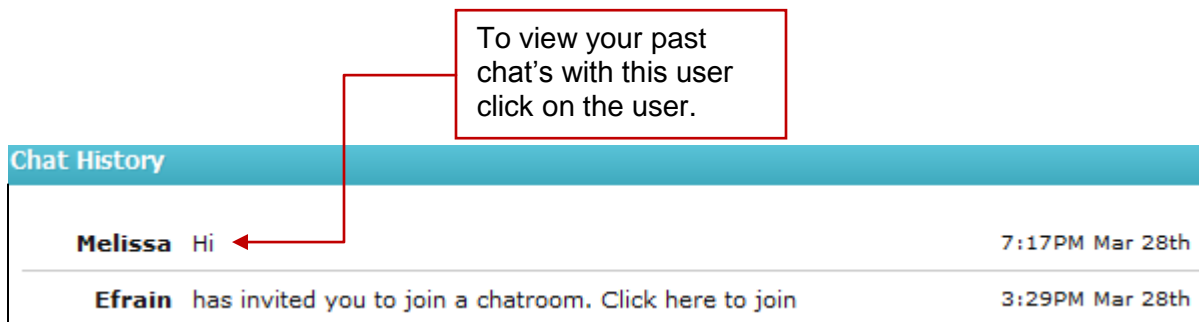 To view your past
chat's with this user
click on the user.
Chat History
Melissa Hi 7:17PM Mar 28th
Efrain has invited you to join a chatroom. Click here to join 3:29PM Mar 28th